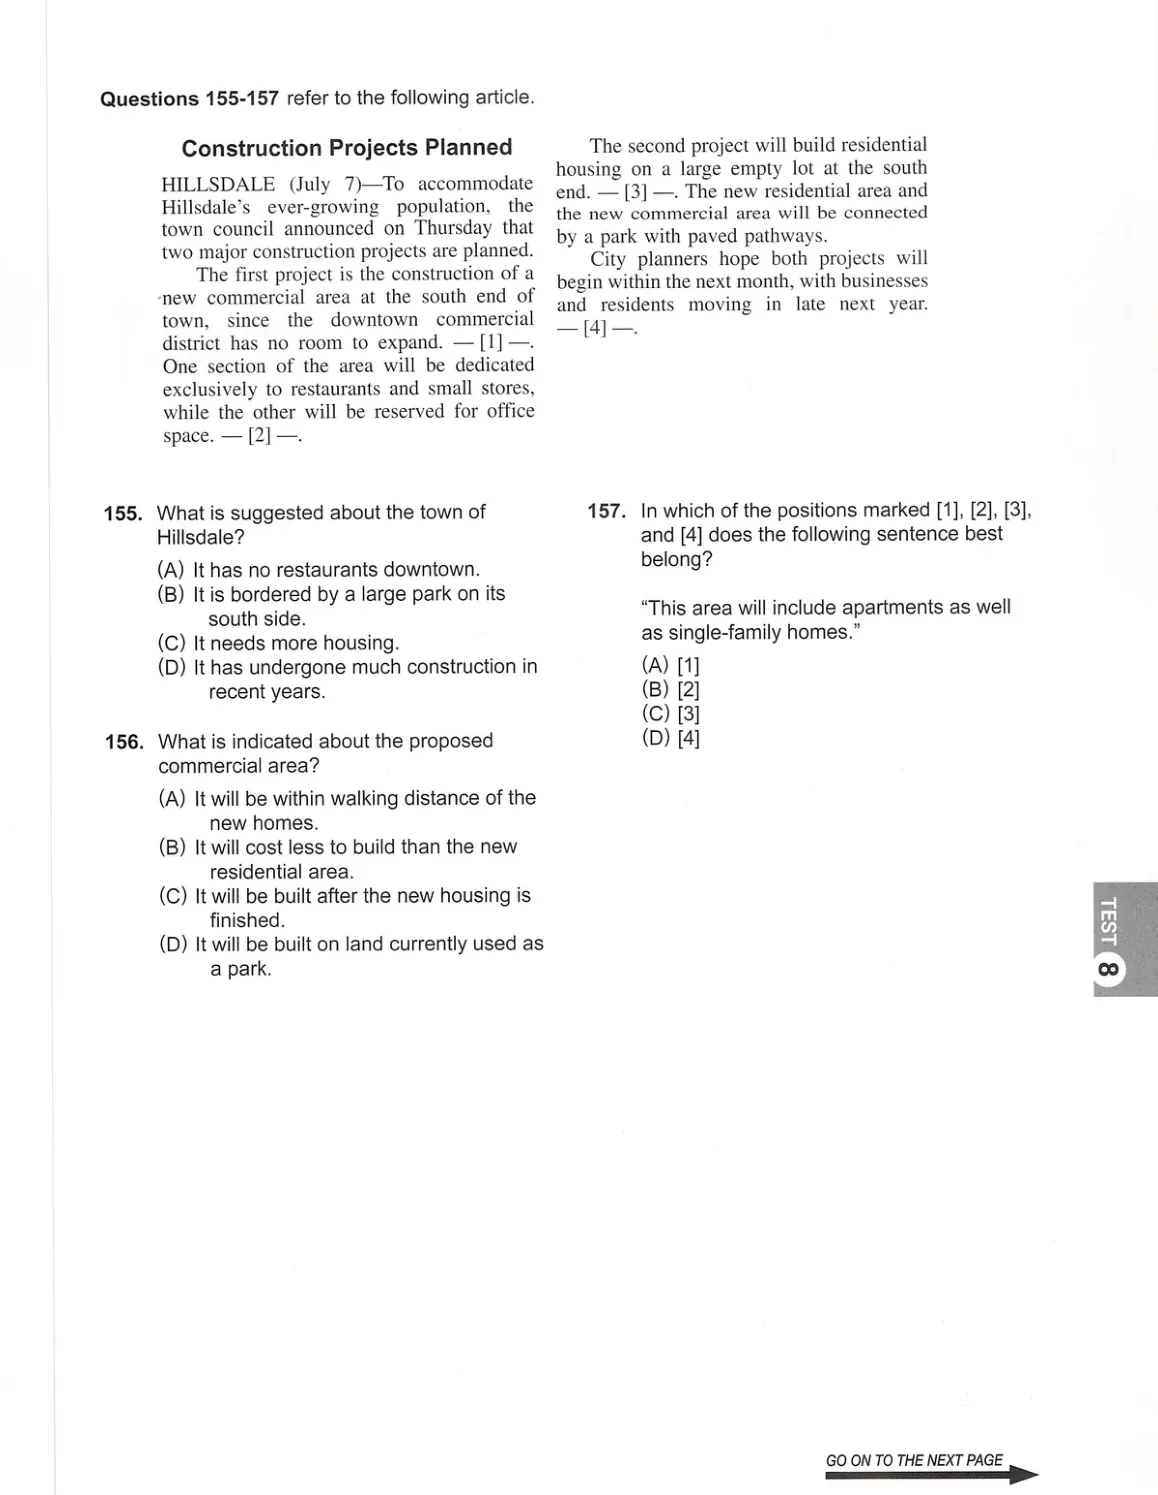 Questions 155-157 refer to the following article.
Construction Projects Planned
HILLSDALE (July 7)—To accommodate
Hillsdale's ever-growing population, the
town council announced on Thursday that
two major construction projects are planned.
The first project is the construction of a
new commercial area at the south end of
town, since the downtown commercial
district has no room to expand. — [1] —.
One section of the area will be dedicated
exclusively to restaurants and small stores,
while the other will be reserved for office
space. — [2] —.
The second project will build residential
housing on a large empty lot at the south
end. — [3] —. The new residential area and
the new commercial area will be connected
by a park with paved pathways.
City planners hope both projects will
begin within the next month, with businesses
and residents moving in late next year.
— [4] —.
155. What is suggested about the town of
Hillsdale?
(A) It has no restaurants downtown.
(B) It is bordered by a large park on its
south side.
(C) It needs more housing.
(D) It has undergone much construction in
recent years.
156. What is indicated about the proposed
commercial area?
(A) It will be within walking distance of the
new homes.
(B) It will cost less to build than the new
residential area.
(C) It will be built after the new housing is
finished.
(D) It will be built on land currently used as
a park.
157. In which of the positions marked [1], [2], [3],
and [4] does the following sentence best
belong?
"This area will include apartments as well
as single-family homes."
(A) [1]
(B) [2]
(C) [3]
(D) [4]
TEST 8
GO ON TO THE NEXT PAGE